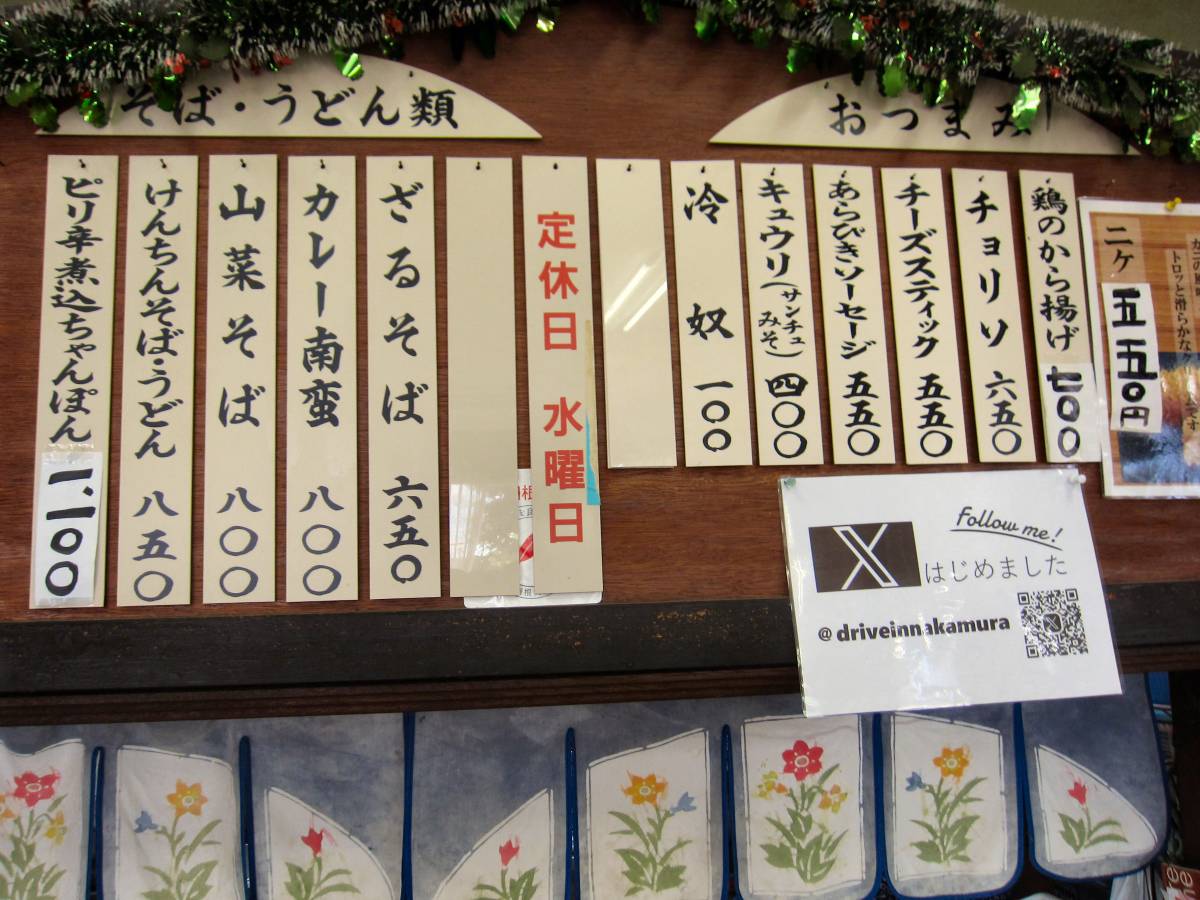 そば・うどん類
おつまみ
鶏のから揚げ 七〇〇
チョリソ 六五〇
チーズスティック 五五〇
あらびきソーセージ 五五〇
キュウリ(サンチュみそ) 四〇〇
冷奴 一〇〇
定休日 水曜日
ざるそば 六五〇
カレー南蛮 八〇〇
山菜そば 八〇〇
けんちんそば・うどん 八五〇
ピリ辛煮込ちゃんぽん 一、一〇〇
トロッと滑らかな
二ケ 五五〇円
Follow me!
X はじめました
@driveinnakamura